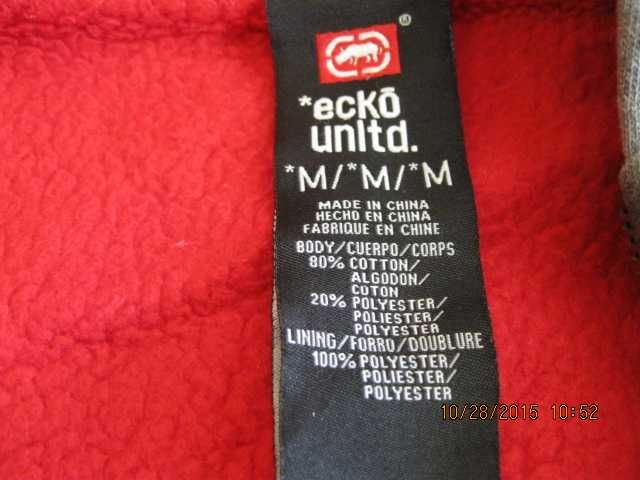 *ecKō
unltd.
*M/*M/*M
MADE IN CHINA
HECHO EN CHINA
FABRIQUE EN CHINE
BODY/CUERPO/CORPS
80% COTTON/
ALGODON/
COTON
20% POLYESTER/
POLIESTER/
POLYESTER
LINING/FORRO/DOUBLURE
100% POLYESTER/
POLIESTER/
POLYESTER
10/28/2015 10:52